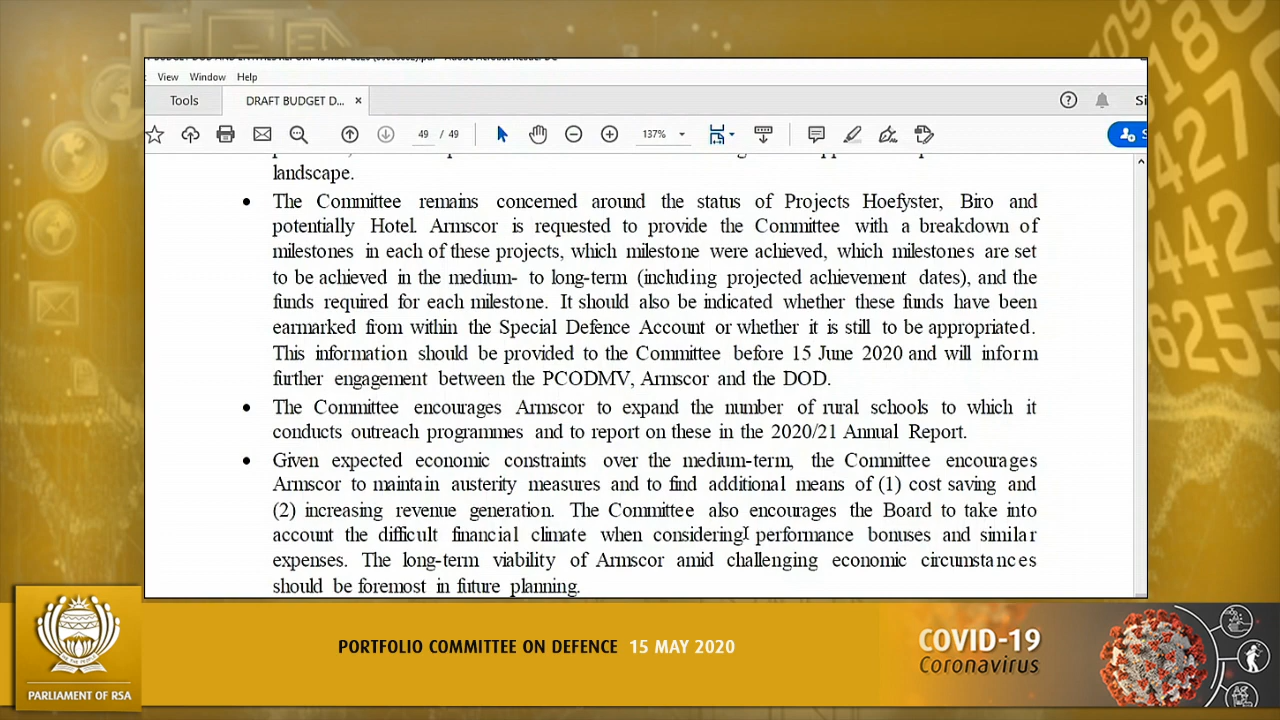 View Window Help
Tools DRAFT BUDGET D... ×
49 / 49 137%
landscape.
• The Committee remains concerned around the status of Projects Hoefyster, Biro and
potentially Hotel. Armscor is requested to provide the Committee with a breakdown of
milestones in each of these projects, which milestone were achieved, which milestones are set
to be achieved in the medium- to long-term (including projected achievement dates), and the
funds required for each milestone. It should also be indicated whether these funds have been
earmarked from within the Special Defence Account or whether it is still to be appropriated.
This information should be provided to the Committee before 15 June 2020 and will inform
further engagement between the PCODMV, Armscor and the DOD.
• The Committee encourages Armscor to expand the number of rural schools to which it
conducts outreach programmes and to report on these in the 2020/21 Annual Report.
• Given expected economic constraints over the medium-term, the Committee encourages
Armscor to maintain austerity measures and to find additional means of (1) cost saving and
(2) increasing revenue generation. The Committee also encourages the Board to take into
account the difficult financial climate when considering performance bonuses and similar
expenses. The long-term viability of Armscor amid challenging economic circumstances
should be foremost in future planning.
PORTFOLIO COMMITTEE ON DEFENCE 15 MAY 2020
COVID-19
Coronavirus
PARLIAMENT OF RSA